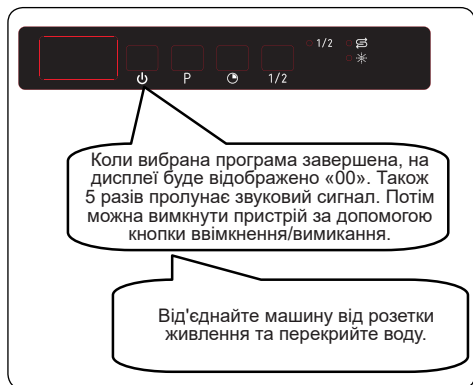 1/2
P
1/2
Коли вибрана програма завершена, на
дисплеї буде відображено «00». Також
5 разів пролунає звуковий сигнал. Потім
можна вимкнути пристрій за допомогою
кнопки ввімкнення/вимикання.
Від'єднайте машину від розетки
живлення та перекрийте воду.